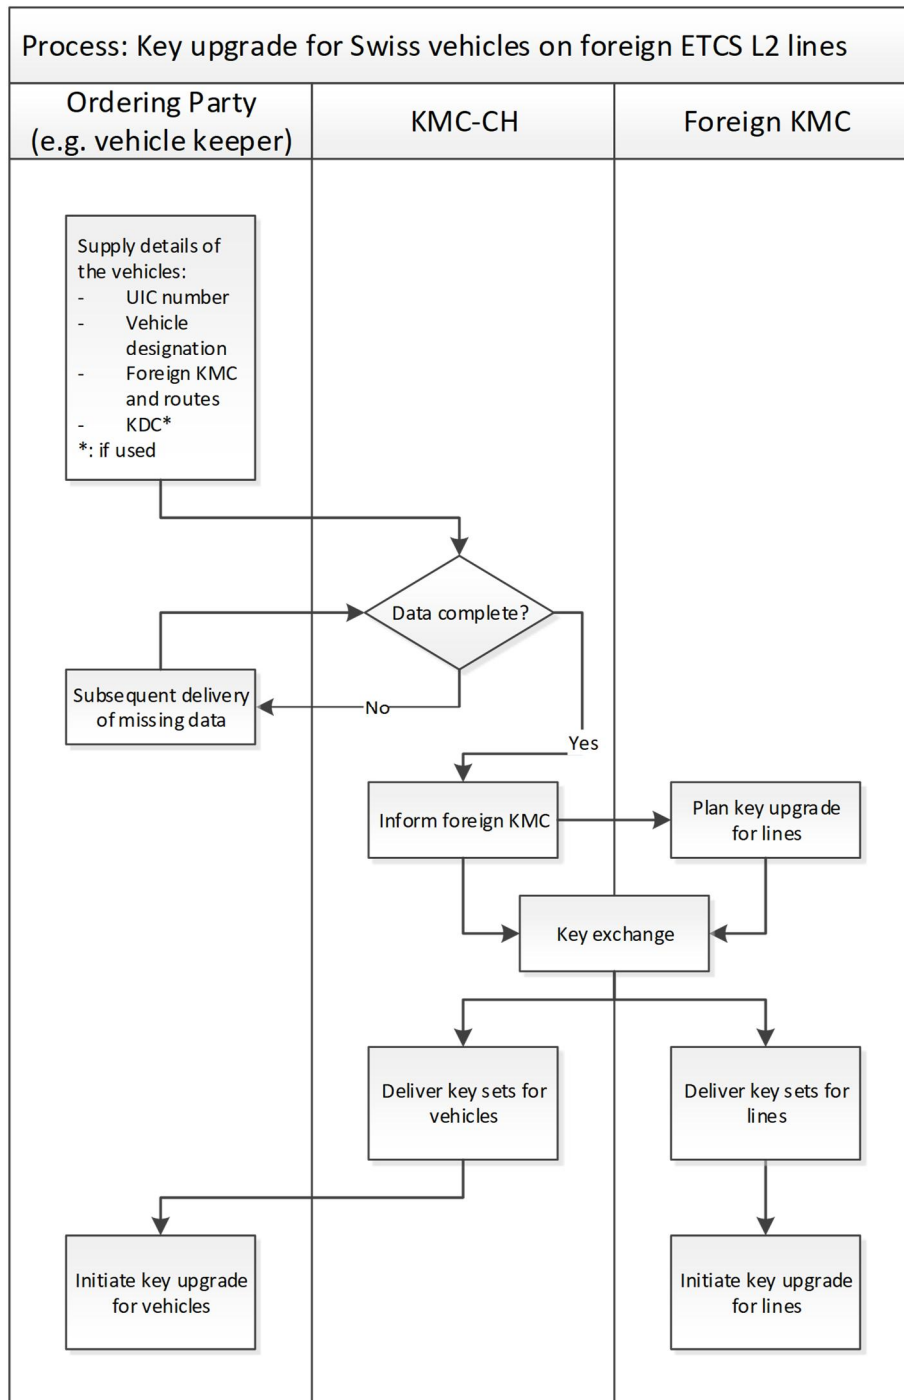 Process: Key upgrade for Swiss vehicles on foreign ETCS L2 lines
Ordering Party
(e.g. vehicle keeper)
KMC-CH
Foreign KMC
Supply details of
the vehicles:
- UIC number
- Vehicle
designation
- Foreign KMC
and routes
- KDC*
*: if used
Data complete?
Subsequent delivery
of missing data
No
Yes
Inform foreign KMC
Plan key upgrade
for lines
Key exchange
Deliver key sets for
vehicles
Deliver key sets for
lines
Initiate key upgrade
for vehicles
Initiate key upgrade
for lines